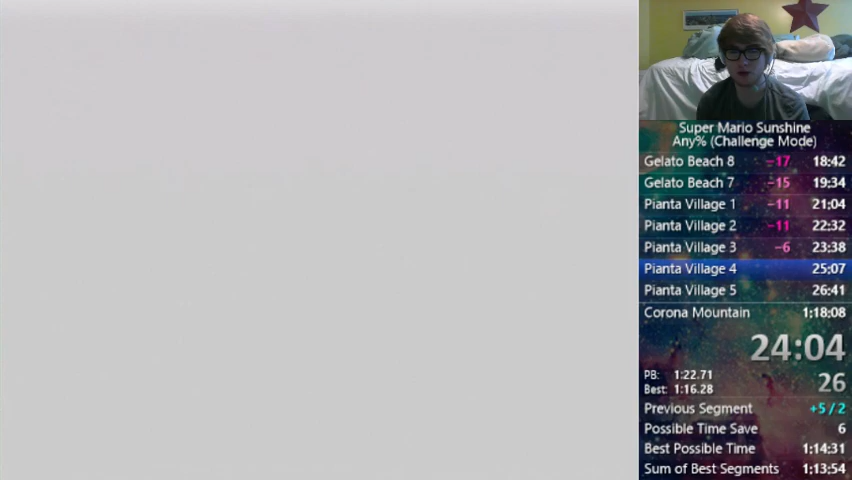 Super Mario Sunshine
Any% (Challenge Mode)
Gelato Beach 8 -17 18:42
Gelato Beach 7 -15 19:34
Pianta Village 1 -11 21:04
Pianta Village 2 -11 22:32
Pianta Village 3 -6 23:38
Pianta Village 4 25:07
Pianta Village 5 26:41
Corona Mountain 1:18:08
24:04
PB: 1:22.71
Best: 1:16.28
26
Previous Segment +5 / 2
Possible Time Save 6
Best Possible Time 1:14:31
Sum of Best Segments 1:13:54